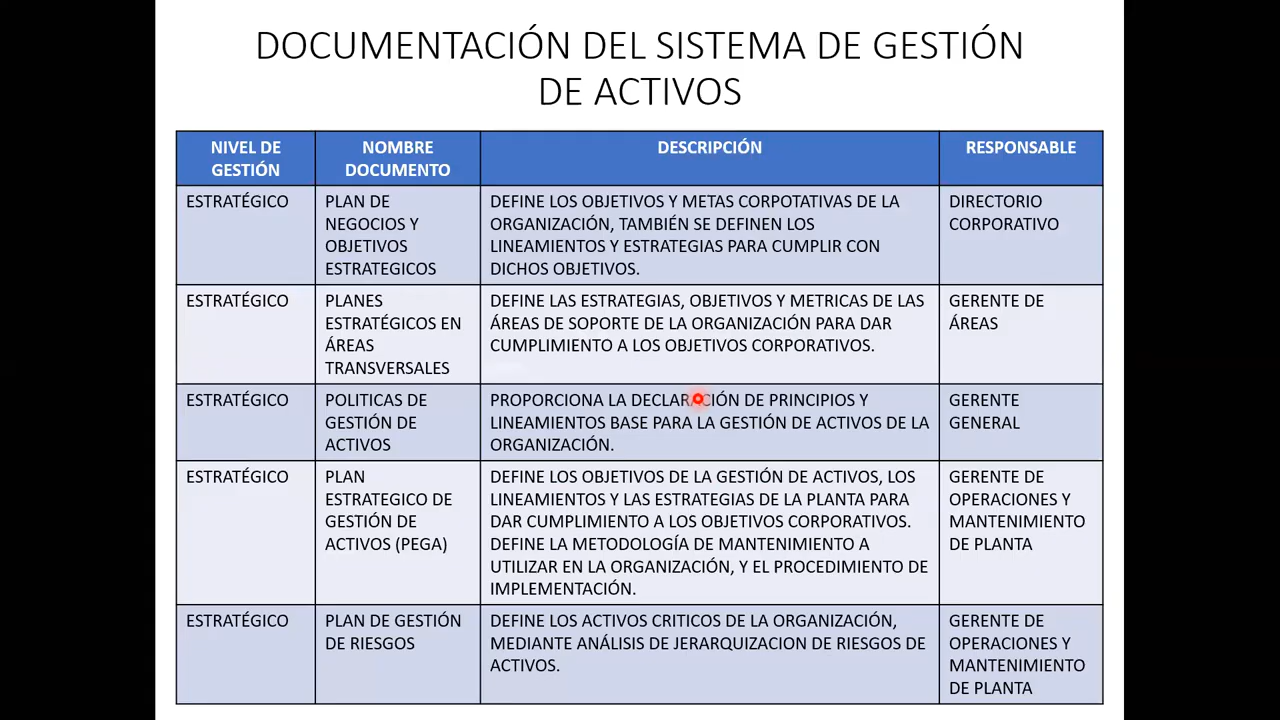 DOCUMENTACIÓN DEL SISTEMA DE GESTIÓN
DE ACTIVOS
NIVEL DE
GESTIÓN
NOMBRE
DOCUMENTO
DESCRIPCIÓN
RESPONSABLE
ESTRATÉGICO
PLAN DE
NEGOCIOS Y
OBJETIVOS
ESTRATEGICOS
DEFINE LOS OBJETIVOS Y METAS CORPOTATIVAS DE LA
ORGANIZACIÓN, TAMBIÉN SE DEFINEN LOS
LINEAMIENTOS Y ESTRATEGIAS PARA CUMPLIR CON
DICHOS OBJETIVOS.
DIRECTORIO
CORPORATIVO
ESTRATÉGICO
PLANES
ESTRATÉGICOS EN
ÁREAS
TRANSVERSALES
DEFINE LAS ESTRATEGIAS, OBJETIVOS Y METRICAS DE LAS
ÁREAS DE SOPORTE DE LA ORGANIZACIÓN PARA DAR
CUMPLIMIENTO A LOS OBJETIVOS CORPORATIVOS.
GERENTE DE
ÁREAS
ESTRATÉGICO
POLITICAS DE
GESTIÓN DE
ACTIVOS
PROPORCIONA LA DECLARACIÓN DE PRINCIPIOS Y
LINEAMIENTOS BASE PARA LA GESTIÓN DE ACTIVOS DE LA
ORGANIZACIÓN.
GERENTE
GENERAL
ESTRATÉGICO
PLAN
ESTRATEGICO DE
GESTIÓN DE
ACTIVOS (PEGA)
DEFINE LOS OBJETIVOS DE LA GESTIÓN DE ACTIVOS, LOS
LINEAMIENTOS Y LAS ESTRATEGIAS DE LA PLANTA PARA
DAR CUMPLIMIENTO A LOS OBJETIVOS CORPORATIVOS.
DEFINE LA METODOLOGÍA DE MANTENIMIENTO A
UTILIZAR EN LA ORGANIZACIÓN, Y EL PROCEDIMIENTO DE
IMPLEMENTACIÓN.
GERENTE DE
OPERACIONES Y
MANTENIMIENTO
DE PLANTA
ESTRATÉGICO
PLAN DE GESTIÓN
DE RIESGOS
DEFINE LOS ACTIVOS CRITICOS DE LA ORGANIZACIÓN,
MEDIANTE ANÁLISIS DE JERARQUIZACION DE RIESGOS DE
ACTIVOS.
GERENTE DE
OPERACIONES Y
MANTENIMIENTO
DE PLANTA